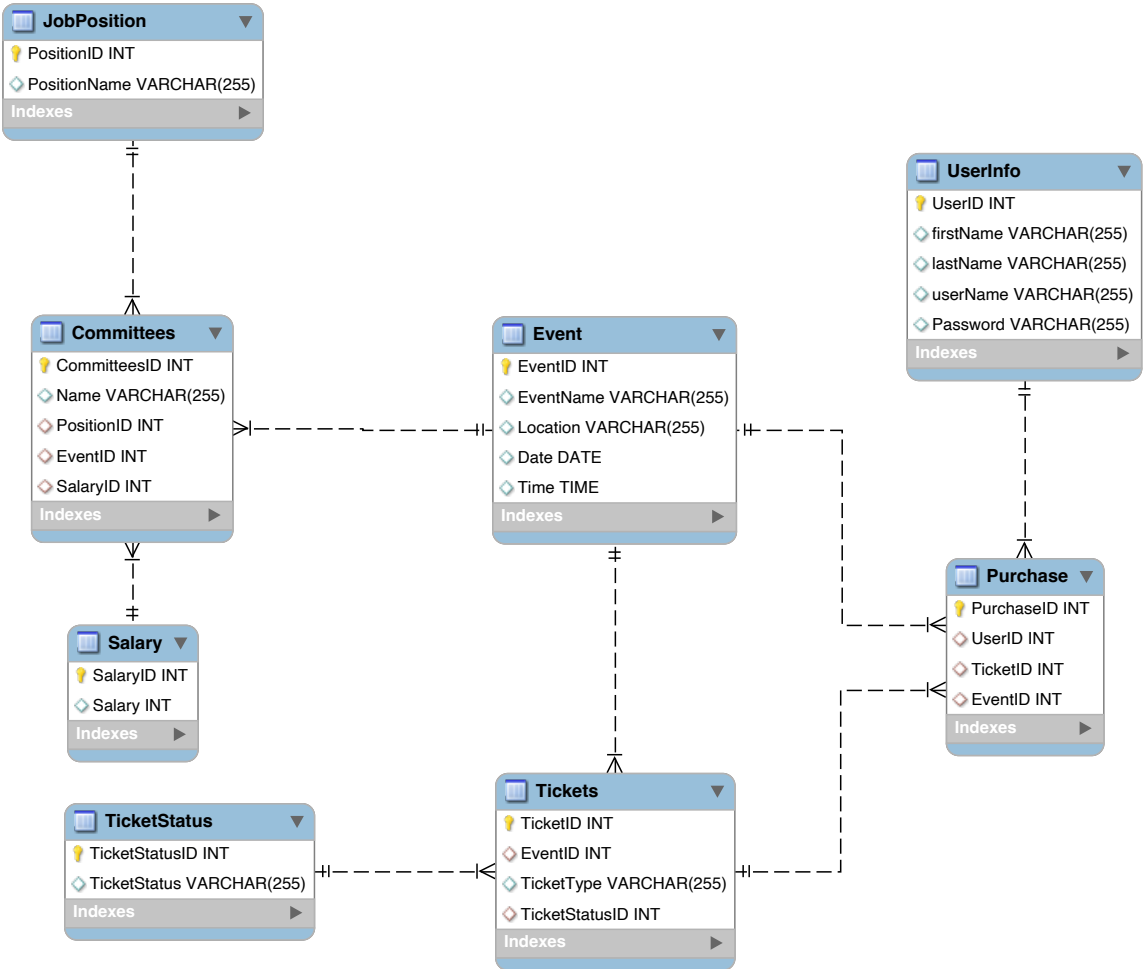 JobPosition
PositionID INT
PositionName VARCHAR(255)
Indexes
UserInfo
UserID INT
firstName VARCHAR(255)
lastName VARCHAR(255)
userName VARCHAR(255)
Password VARCHAR(255)
Indexes
Committees
CommitteesID INT
Name VARCHAR(255)
PositionID INT
EventID INT
SalaryID INT
Indexes
Event
EventID INT
EventName VARCHAR(255)
Location VARCHAR(255)
Date DATE
Time TIME
Indexes
Purchase
PurchaseID INT
UserID INT
TicketID INT
EventID INT
Indexes
Salary
SalaryID INT
Salary INT
Indexes
TicketStatus
TicketStatusID INT
TicketStatus VARCHAR(255)
Indexes
Tickets
TicketID INT
EventID INT
TicketType VARCHAR(255)
TicketStatusID INT
Indexes